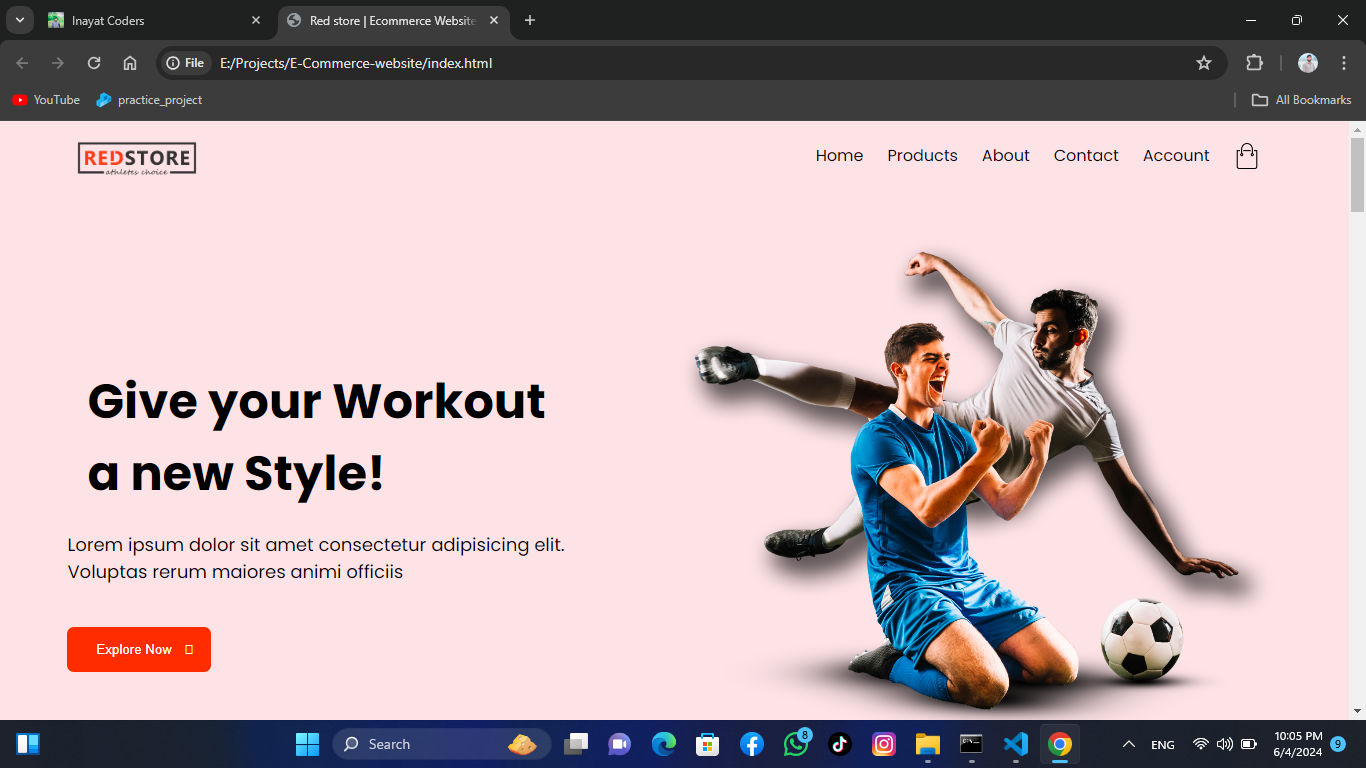 Inayat Coders
Red store | Ecommerce Website
File
E:/Projects/E-Commerce-website/index.html
YouTube
practice_project
All Bookmarks
REDSTORE
athletes choice
Home
Products
About
Contact
Account
Give your Workout
a new Style!
Lorem ipsum dolor sit amet consectetur adipisicing elit.
Voluptas rerum maiores animi officiis
Explore Now
Search
8
ENG
10:05 PM
6/4/2024
9